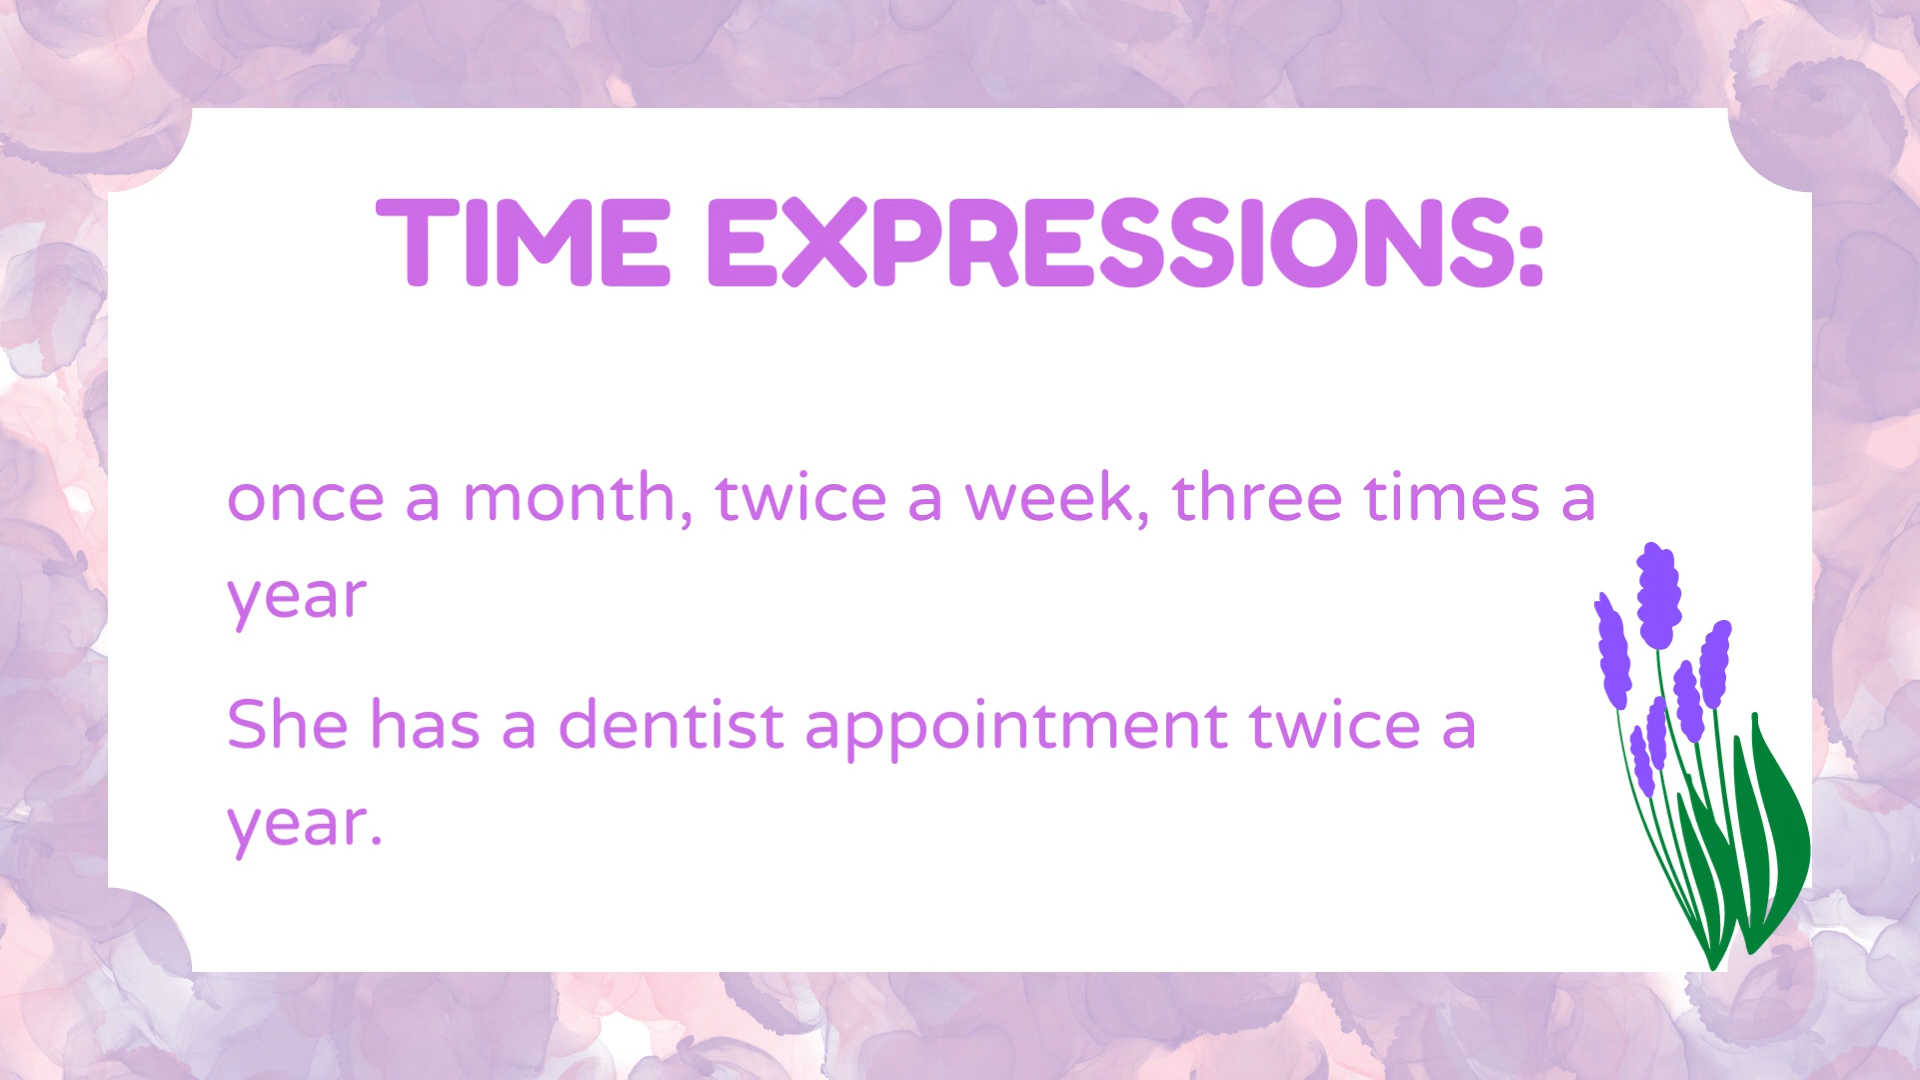 TIME EXPRESSIONS:
once a month, twice a week, three times a
year
She has a dentist appointment twice a
year.